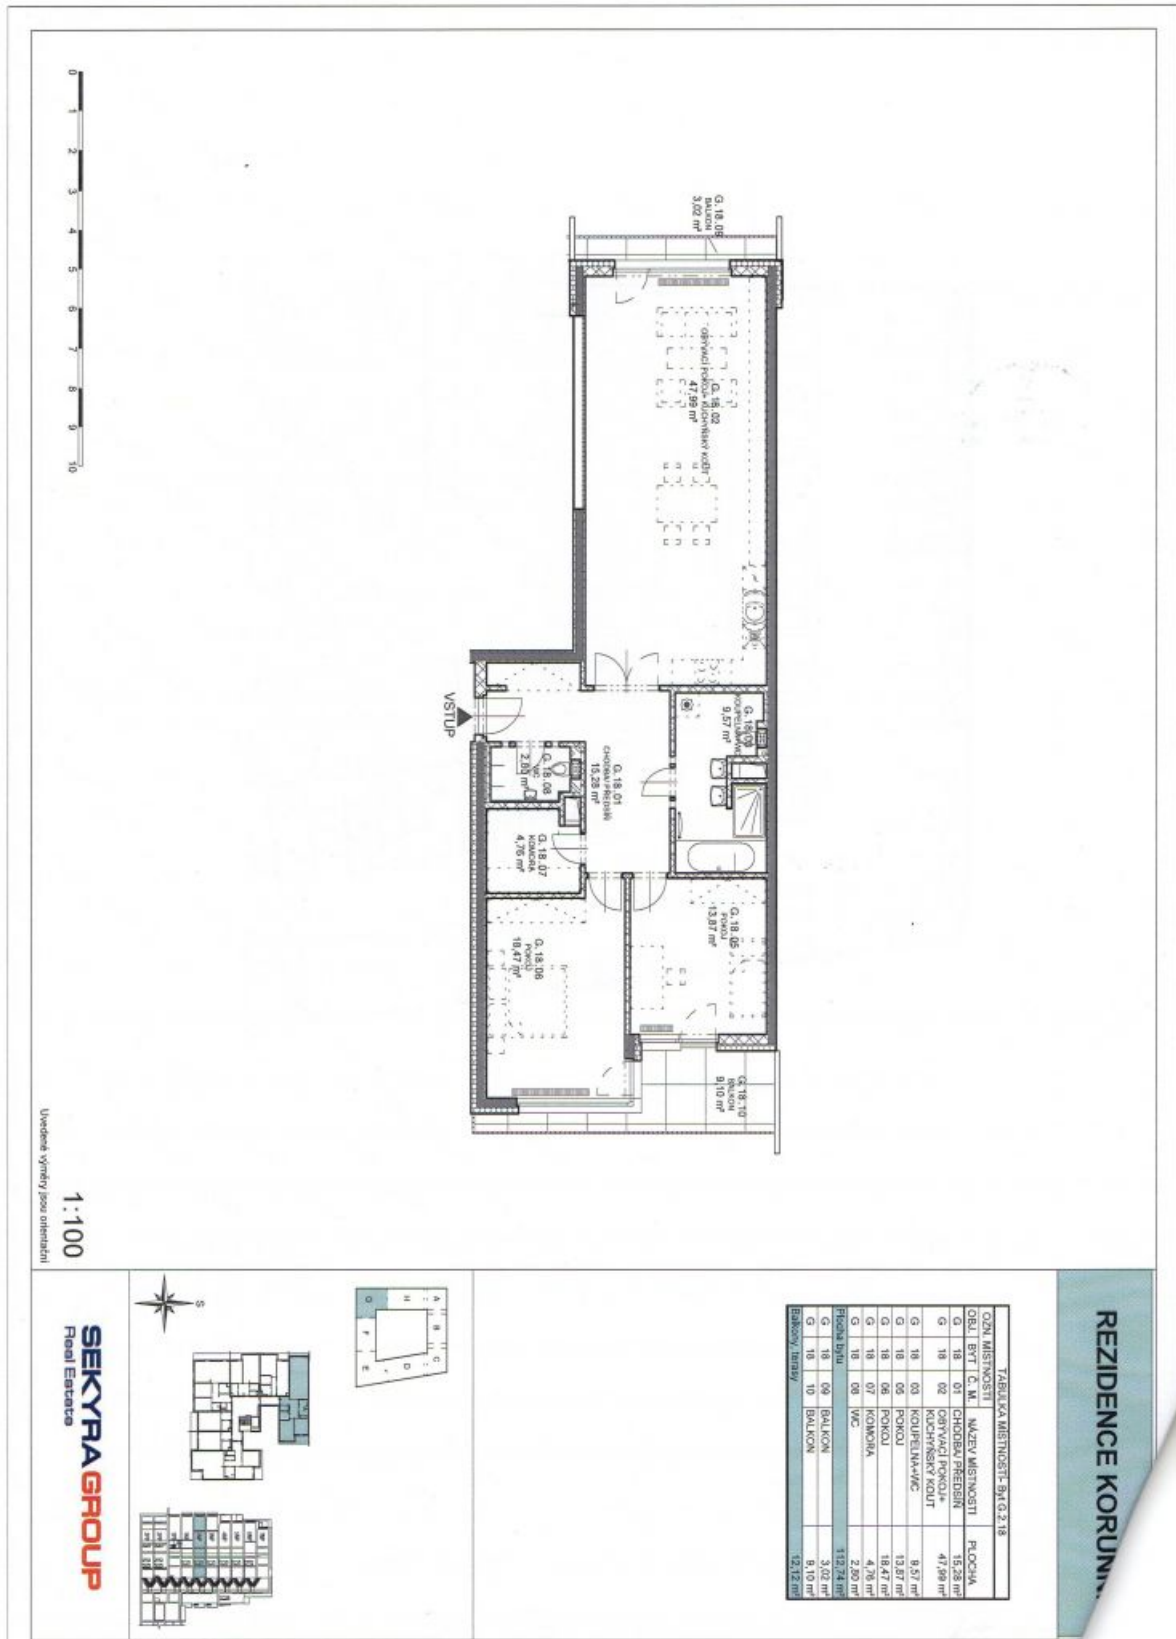 REZIDENCE KORUNN
TABULKA MÍSTNOSTÍ- Byt G.2.18
OZN. MÍSTNOSTI
OBJ. BYT Č. M. NÁZEV MÍSTNOSTI PLOCHA
G 18 01 CHODBA/ PŘEDSÍŇ 15,28 m²
G 18 02 OBÝVACÍ POKOJ+ KUCHYŇSKÝ KOUT 47,99 m²
G 18 03 KOUPELNA+WC 9,57 m²
G 18 05 POKOJ 13,87 m²
G 18 06 POKOJ 18,47 m²
G 18 07 KOMORA 4,76 m²
G 18 08 WC 2,80 m²
Plocha bytu 112,74 m²
G 18 09 BALKON 3,02 m²
G 18 10 BALKON 9,10 m²
Balkony, terasy 12,12 m²
G.18.09
BALKON
3,02 m²
G.18.02
OBÝVACÍ POKOJ+ KUCHYŇSKÝ KOUT
47,99 m²
G.18.03
KOUPELNA+WC
9,57 m²
G.18.01
CHODBA/ PŘEDSÍŇ
15,28 m²
G.18.08
WC
2,80 m²
G.18.07
KOMORA
4,76 m²
G.18.05
POKOJ
13,87 m²
G.18.06
POKOJ
18,47 m²
G.18.10
BALKON
9,10 m²
VSTUP
0 1 2 3 4 5 6 7 8 9 10
1:100
Uvedené výměry jsou orientační
A B C
H D
G F E
S
SEKYRA GROUP
Real Estate